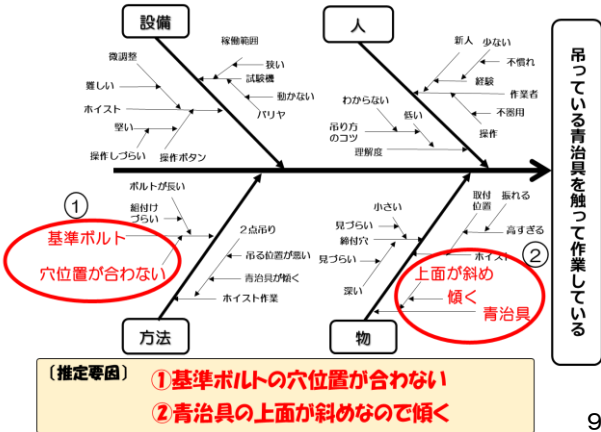 設備
人
稼働範囲
狭い
試験機
動かない
バリヤ
微調整
難しい
ホイスト
堅い
操作しづらい
操作ボタン
新人
少ない
不慣れ
経験
作業者
不器用
操作
わからない
低い
吊り方
のコツ
理解度
吊っている青治具を触って作業している
①
ボルトが長い
組付け
づらい
基準ボルト
穴位置が合わない
2点吊り
吊る位置が悪い
青治具が傾く
ホイスト作業
小さい
見づらい
締付穴
見づらい
深い
取付
位置
振れる
高すぎる
ホイスト
②
上面が斜め
傾く
青治具
方法
物
〔推定要因〕
①基準ボルトの穴位置が合わない
②青治具の上面が斜めなので傾く
9